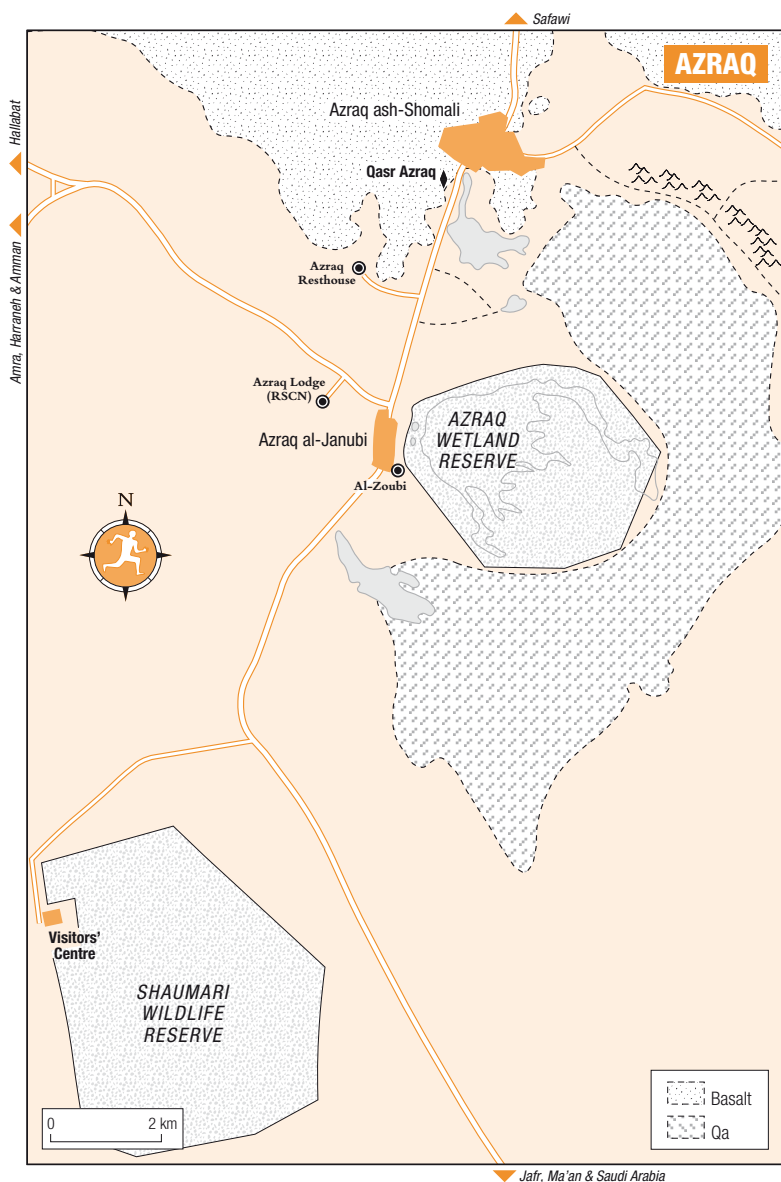 Safawi
AZRAQ
Azraq ash-Shomali
Hallabat
Qasr Azraq
Amra, Harraneh & Amman
Azraq
Resthouse
Azraq Lodge
(RSCN)
AZRAQ
WETLAND
RESERVE
Azraq al-Janubi
Al-Zoubi
N
Visitors'
Centre
SHAUMARI
WILDLIFE
RESERVE
0 2 km
Basalt
Qa
Jafr, Ma'an & Saudi Arabia